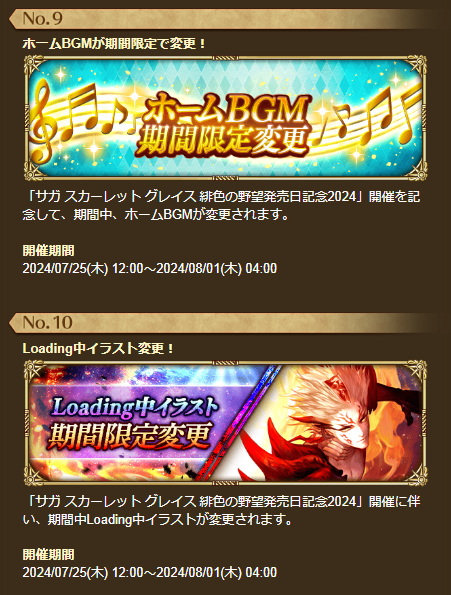 No.9
ホームBGMが期間限定で変更！
ホームBGM
期間限定変更
「サガ スカーレット グレイス 緋色の野望発売日記念2024」開催を記
念して、期間中、ホームBGMが変更されます。
開催期間
2024/07/25(木) 12:00～2024/08/01(木) 04:00
No.10
Loading中イラスト変更！
Loading中イラスト
期間限定変更
「サガ スカーレット グレイス 緋色の野望発売日記念2024」開催に伴
い、期間中Loading中イラストが変更されます。
開催期間
2024/07/25(木) 12:00～2024/08/01(木) 04:00